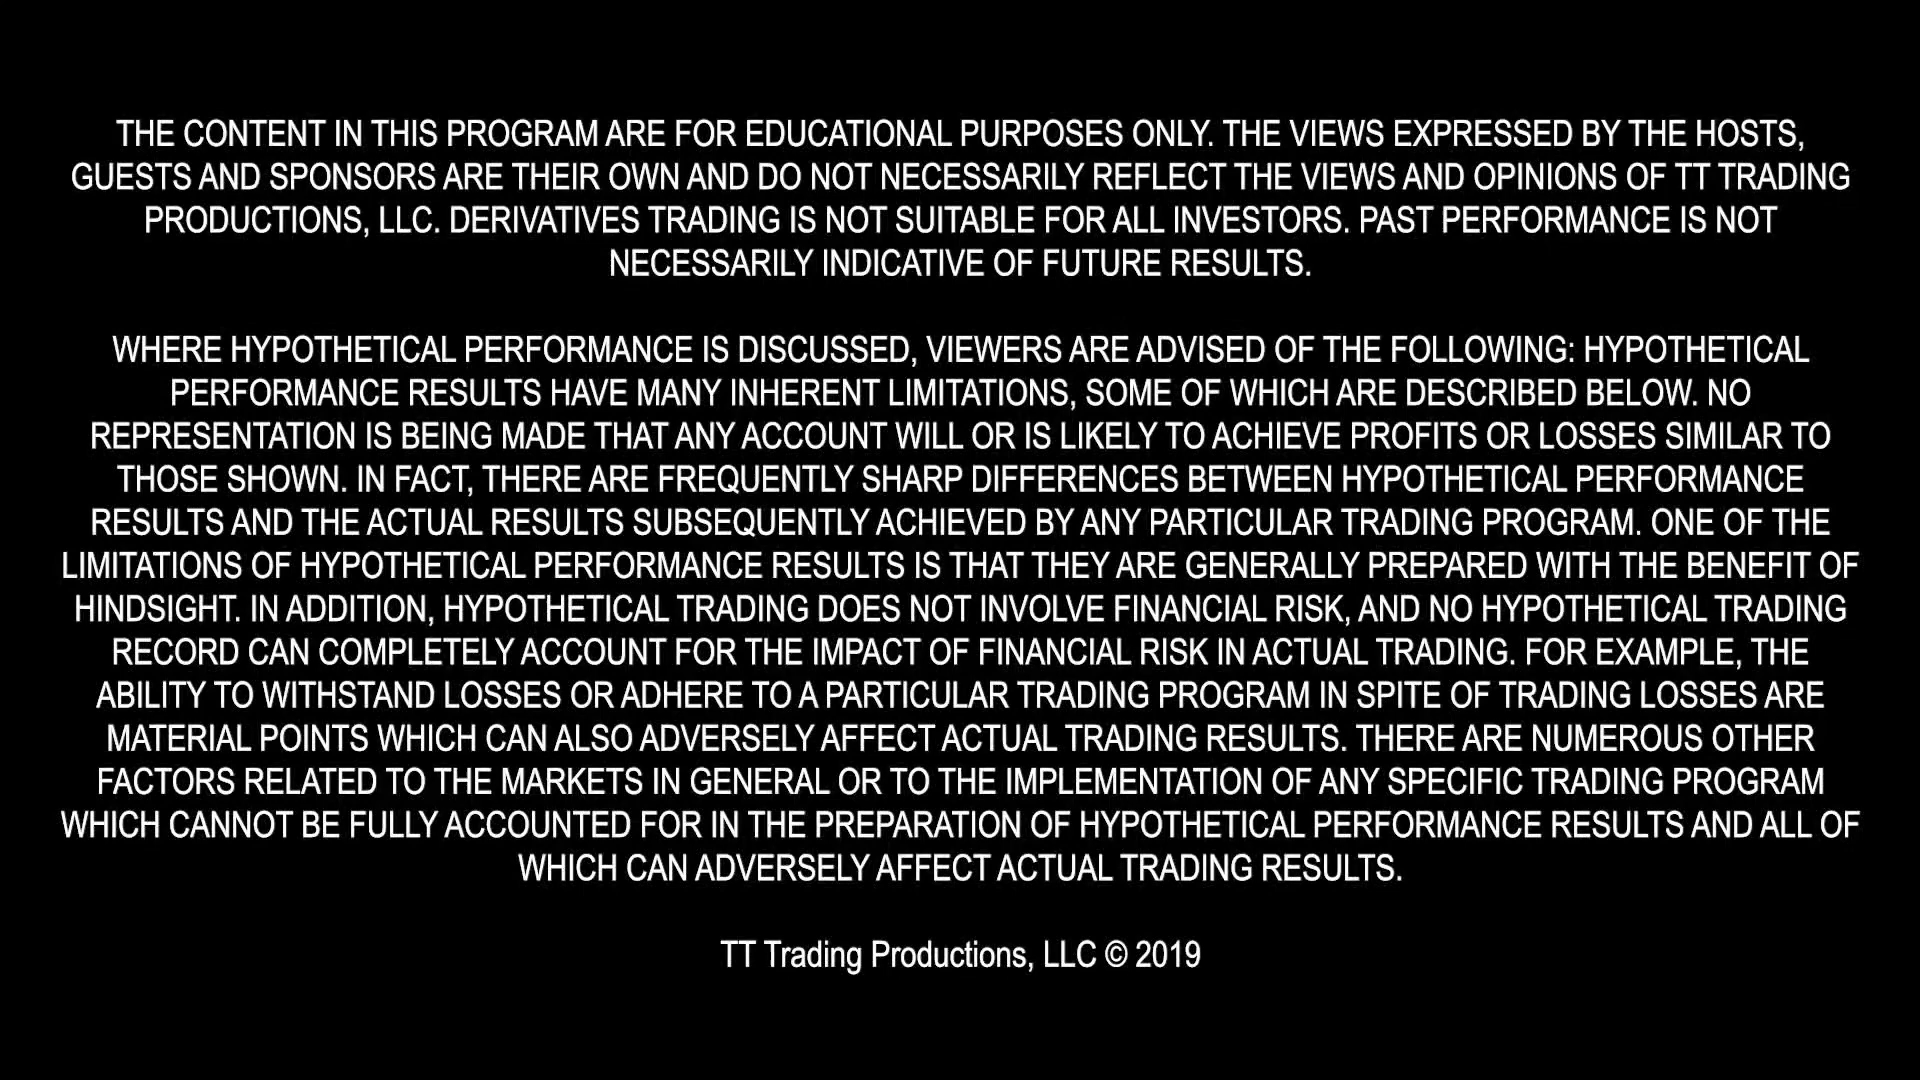 THE CONTENT IN THIS PROGRAM ARE FOR EDUCATIONAL PURPOSES ONLY. THE VIEWS EXPRESSED BY THE HOSTS,
GUESTS AND SPONSORS ARE THEIR OWN AND DO NOT NECESSARILY REFLECT THE VIEWS AND OPINIONS OF TT TRADING
PRODUCTIONS, LLC. DERIVATIVES TRADING IS NOT SUITABLE FOR ALL INVESTORS. PAST PERFORMANCE IS NOT
NECESSARILY INDICATIVE OF FUTURE RESULTS.
WHERE HYPOTHETICAL PERFORMANCE IS DISCUSSED, VIEWERS ARE ADVISED OF THE FOLLOWING: HYPOTHETICAL
PERFORMANCE RESULTS HAVE MANY INHERENT LIMITATIONS, SOME OF WHICH ARE DESCRIBED BELOW. NO
REPRESENTATION IS BEING MADE THAT ANY ACCOUNT WILL OR IS LIKELY TO ACHIEVE PROFITS OR LOSSES SIMILAR TO
THOSE SHOWN. IN FACT, THERE ARE FREQUENTLY SHARP DIFFERENCES BETWEEN HYPOTHETICAL PERFORMANCE
RESULTS AND THE ACTUAL RESULTS SUBSEQUENTLY ACHIEVED BY ANY PARTICULAR TRADING PROGRAM. ONE OF THE
LIMITATIONS OF HYPOTHETICAL PERFORMANCE RESULTS IS THAT THEY ARE GENERALLY PREPARED WITH THE BENEFIT OF
HINDSIGHT. IN ADDITION, HYPOTHETICAL TRADING DOES NOT INVOLVE FINANCIAL RISK, AND NO HYPOTHETICAL TRADING
RECORD CAN COMPLETELY ACCOUNT FOR THE IMPACT OF FINANCIAL RISK IN ACTUAL TRADING. FOR EXAMPLE, THE
ABILITY TO WITHSTAND LOSSES OR ADHERE TO A PARTICULAR TRADING PROGRAM IN SPITE OF TRADING LOSSES ARE
MATERIAL POINTS WHICH CAN ALSO ADVERSELY AFFECT ACTUAL TRADING RESULTS. THERE ARE NUMEROUS OTHER
FACTORS RELATED TO THE MARKETS IN GENERAL OR TO THE IMPLEMENTATION OF ANY SPECIFIC TRADING PROGRAM
WHICH CANNOT BE FULLY ACCOUNTED FOR IN THE PREPARATION OF HYPOTHETICAL PERFORMANCE RESULTS AND ALL OF
WHICH CAN ADVERSELY AFFECT ACTUAL TRADING RESULTS.
TT Trading Productions, LLC © 2019